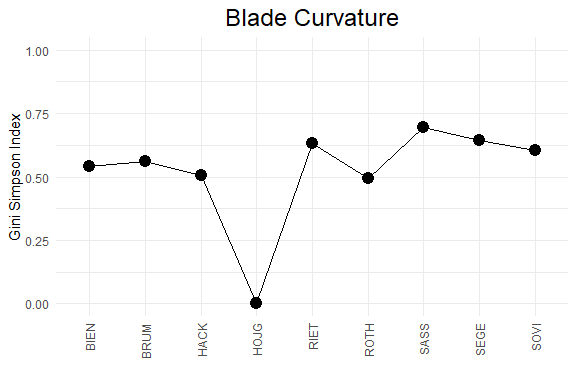 Blade Curvature
Gini Simpson Index
1.00
0.75
0.50
0.25
0.00
BIEN
BRUM
HACK
HOJG
RIET
ROTH
SASS
SEGE
SOVI